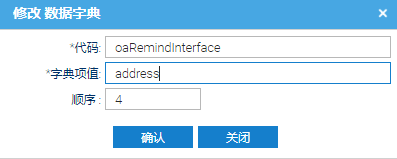 修改 数据字典 ×
*代码: oaRemindInterface
*字典项值: address
顺序 : 4
确认 关闭